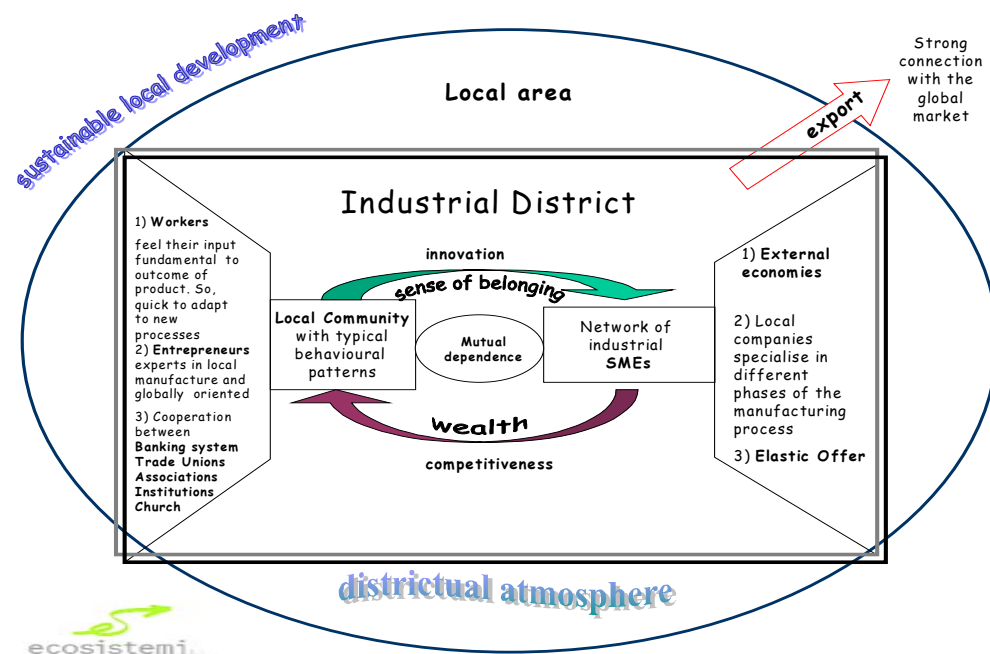 sustainable local development
Local area
export
Strong
connection
with the
global
market
Industrial District
1) Workers
feel their input
fundamental to
outcome of
product. So,
quick to adapt
to new
processes
2) Entrepreneurs
experts in local
manufacture and
globally oriented
3) Cooperation
between
Banking system
Trade Unions
Associations
Institutions
Church
innovation
sense of belonging
Local Community
with typical
behavioural
patterns
Mutual
dependence
Network of
industrial
SMEs
wealth
competitiveness
1) External
economies
2) Local
companies
specialise in
different
phases of the
manufacturing
process
3) Elastic Offer
districtual atmosphere
ecosistemi